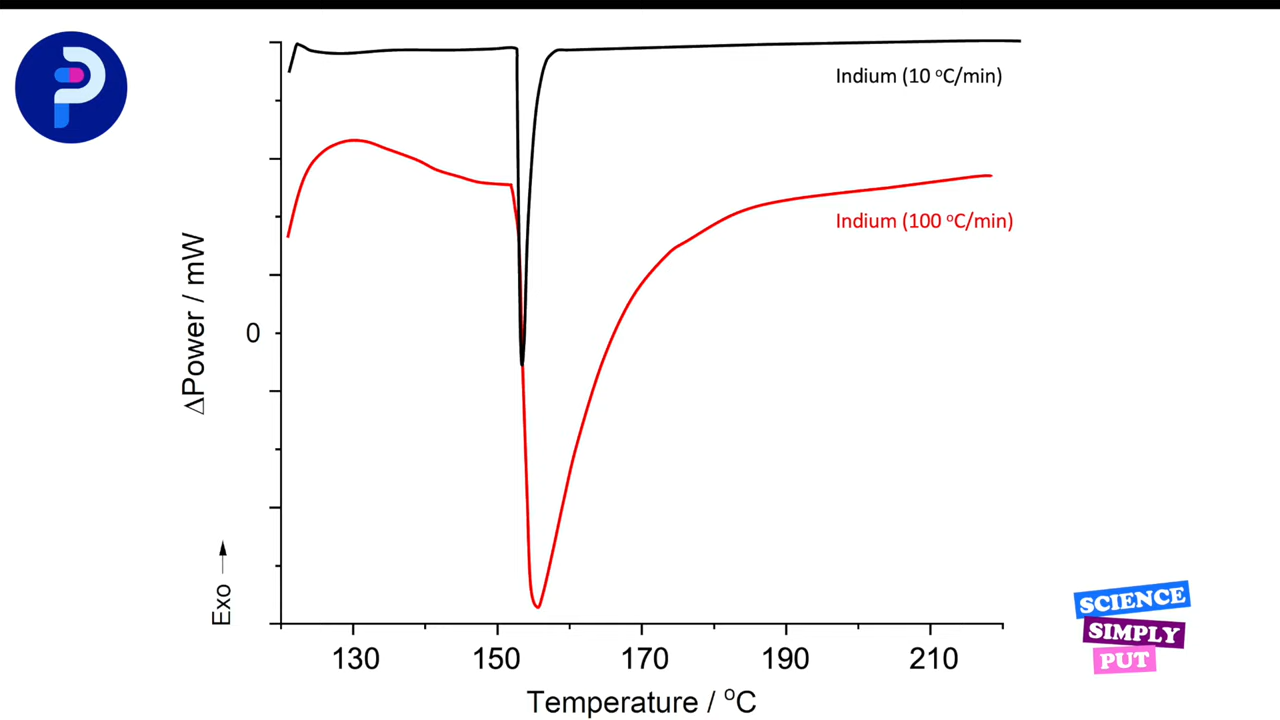 Indium (10 °C/min)
Indium (100 °C/min)
ΔPower / mW
0
Exo →
130 150 170 190 210
Temperature / °C
P
SCIENCE
SIMPLY
PUT